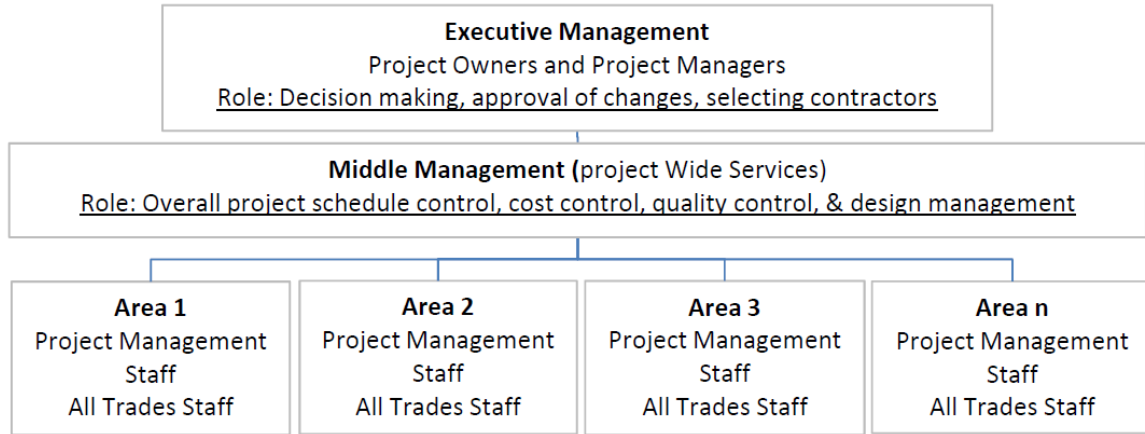 Executive Management
Project Owners and Project Managers
Role: Decision making, approval of changes, selecting contractors
Middle Management (project Wide Services)
Role: Overall project schedule control, cost control, quality control, & design management
Area 1
Project Management
Staff
All Trades Staff
Area 2
Project Management
Staff
All Trades Staff
Area 3
Project Management
Staff
All Trades Staff
Area n
Project Management
Staff
All Trades Staff